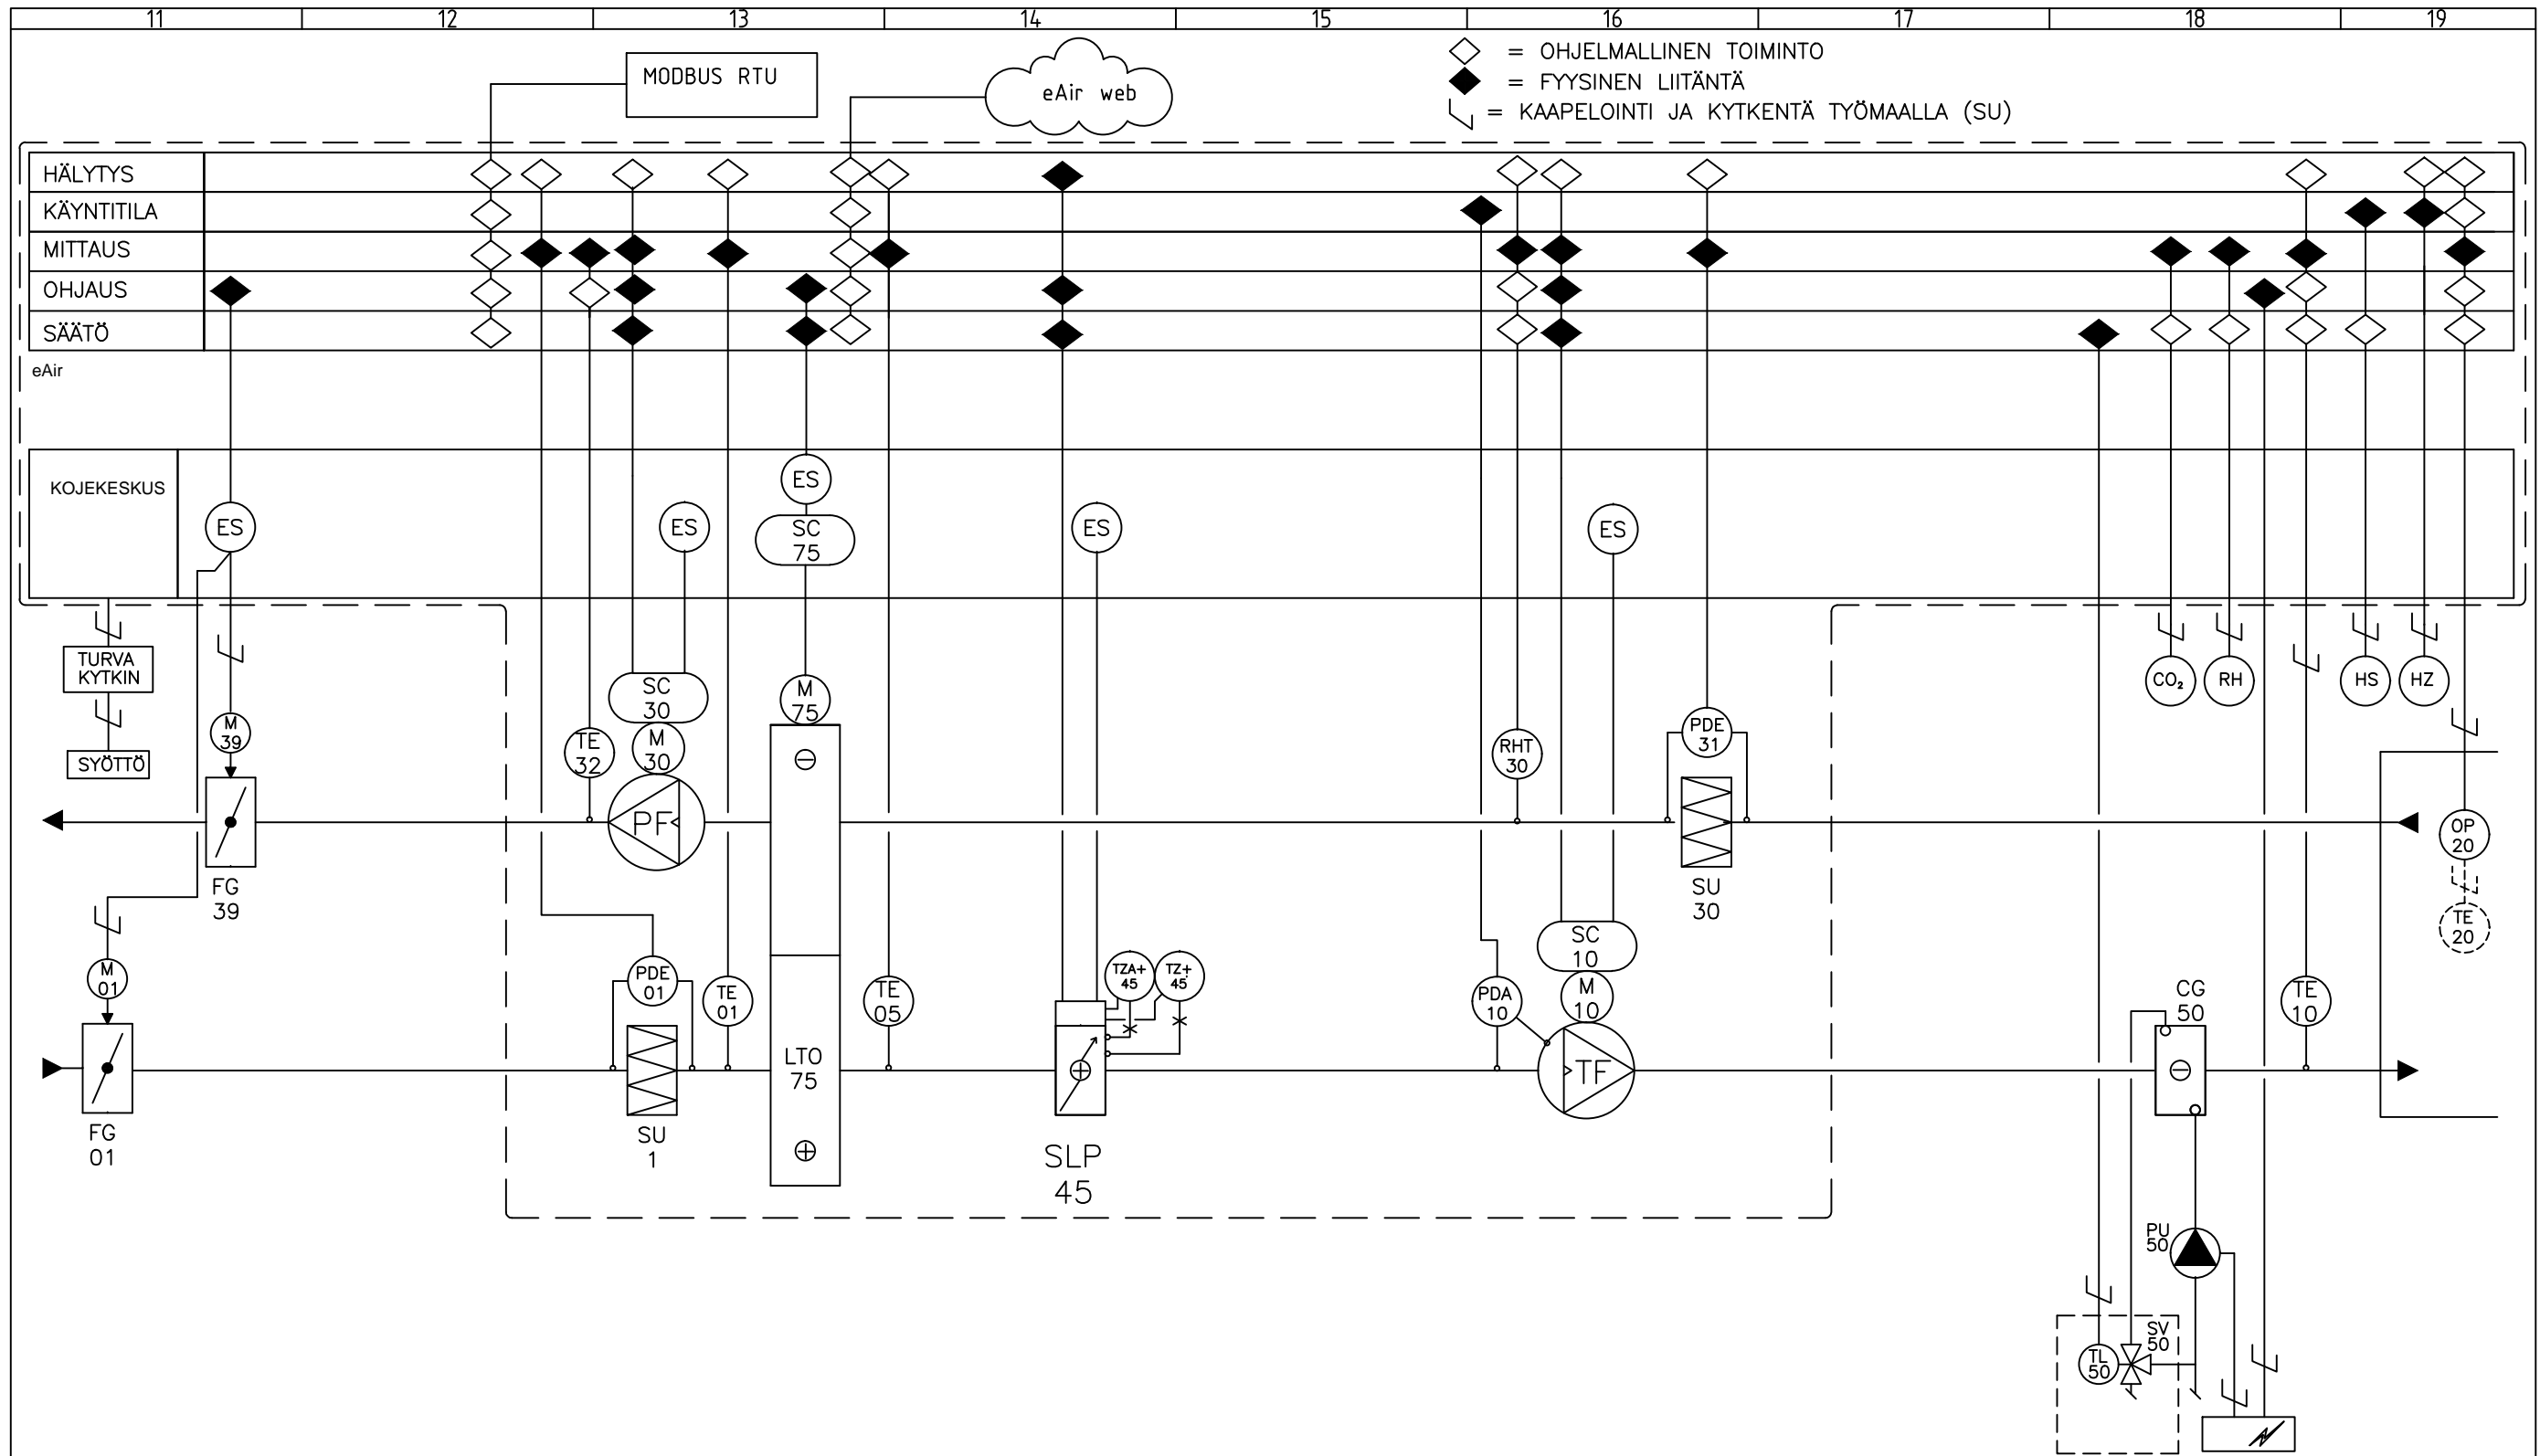 11 12 13 14 15 16 17 18 19
MODBUS RTU
eAir web
= OHJELMALLINEN TOIMINTO
= FYYSINEN LIITÄNTÄ
= KAAPELOINTI JA KYTKENTÄ TYÖMAALLA (SU)
HÄLYTYS
KÄYNTITILA
MITTAUS
OHJAUS
SÄÄTÖ
eAir
KOJEKESKUS
ES
ES
ES
SC
75
ES
ES
TURVA
KYTKIN
SYÖTTÖ
M
39
FG
39
M
01
FG
01
TE
32
SC
30
M
30
PF
M
75
PDE
01
SU
1
TE
01
LTO
75
TE
05
TZA+
45
TZ+
45
SLP
45
RHT
30
PDE
31
SU
30
PDA
10
SC
10
M
10
TF
CO₂
RH
HS
HZ
OP
20
TE
20
CG
50
TE
10
PU
50
SV
50
TL
50